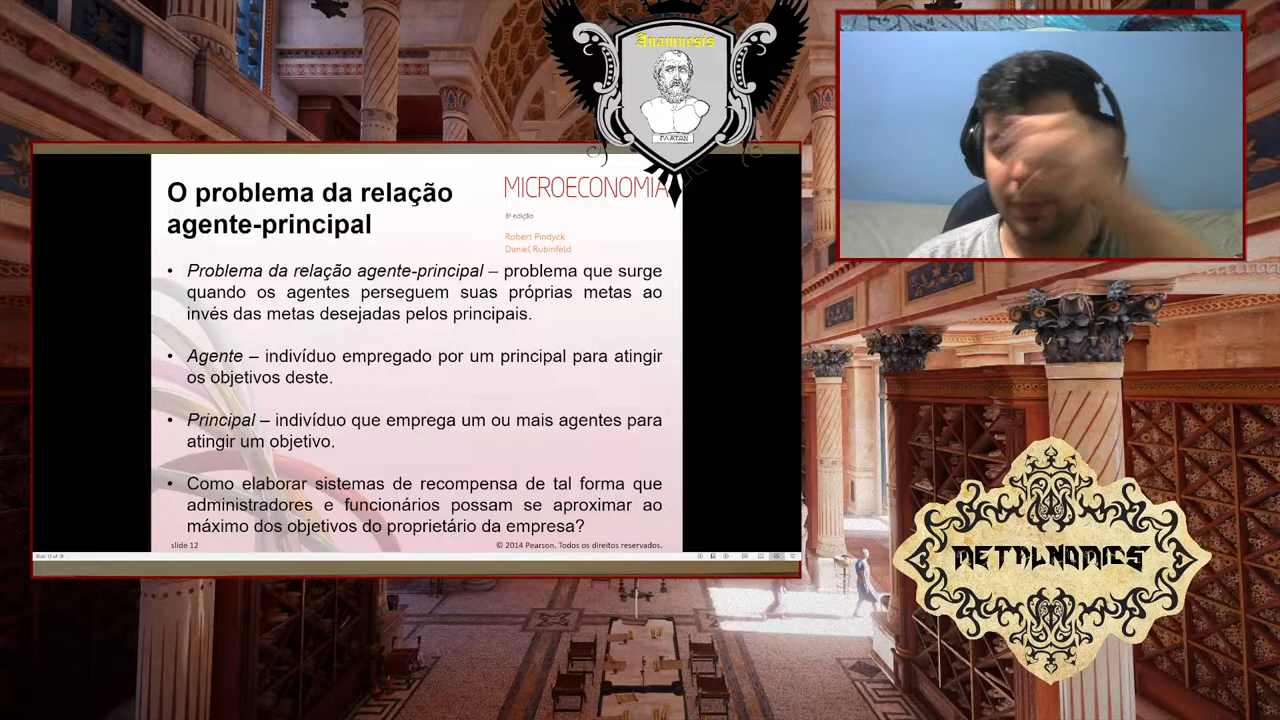 Anamnesis
PARTAN
O problema da relação
agente-principal
MICROECONOMIA
8ª edição
Robert Pindyck
Daniel Rubinfeld
• Problema da relação agente-principal – problema que surge
quando os agentes perseguem suas próprias metas ao
invés das metas desejadas pelos principais.
• Agente – indivíduo empregado por um principal para atingir
os objetivos deste.
• Principal – indivíduo que emprega um ou mais agentes para
atingir um objetivo.
• Como elaborar sistemas de recompensa de tal forma que
administradores e funcionários possam se aproximar ao
máximo dos objetivos do proprietário da empresa?
slide 12
© 2014 Pearson. Todos os direitos reservados.
METALNOMICS